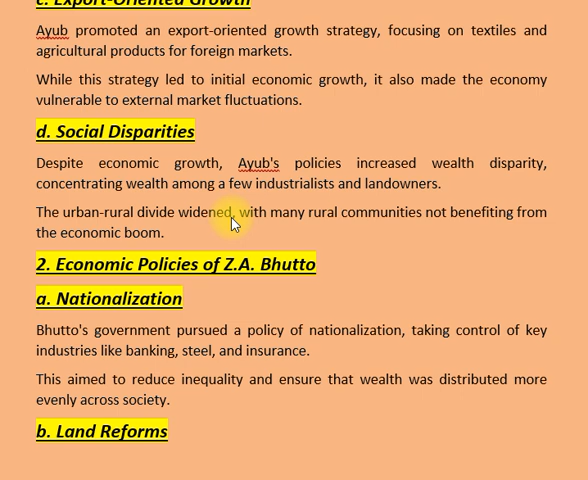 c. Export-Oriented Growth
Ayub promoted an export-oriented growth strategy, focusing on textiles and
agricultural products for foreign markets.
While this strategy led to initial economic growth, it also made the economy
vulnerable to external market fluctuations.
d. Social Disparities
Despite economic growth, Ayub's policies increased wealth disparity,
concentrating wealth among a few industrialists and landowners.
The urban-rural divide widened, with many rural communities not benefiting from
the economic boom.
2. Economic Policies of Z.A. Bhutto
a. Nationalization
Bhutto's government pursued a policy of nationalization, taking control of key
industries like banking, steel, and insurance.
This aimed to reduce inequality and ensure that wealth was distributed more
evenly across society.
b. Land Reforms